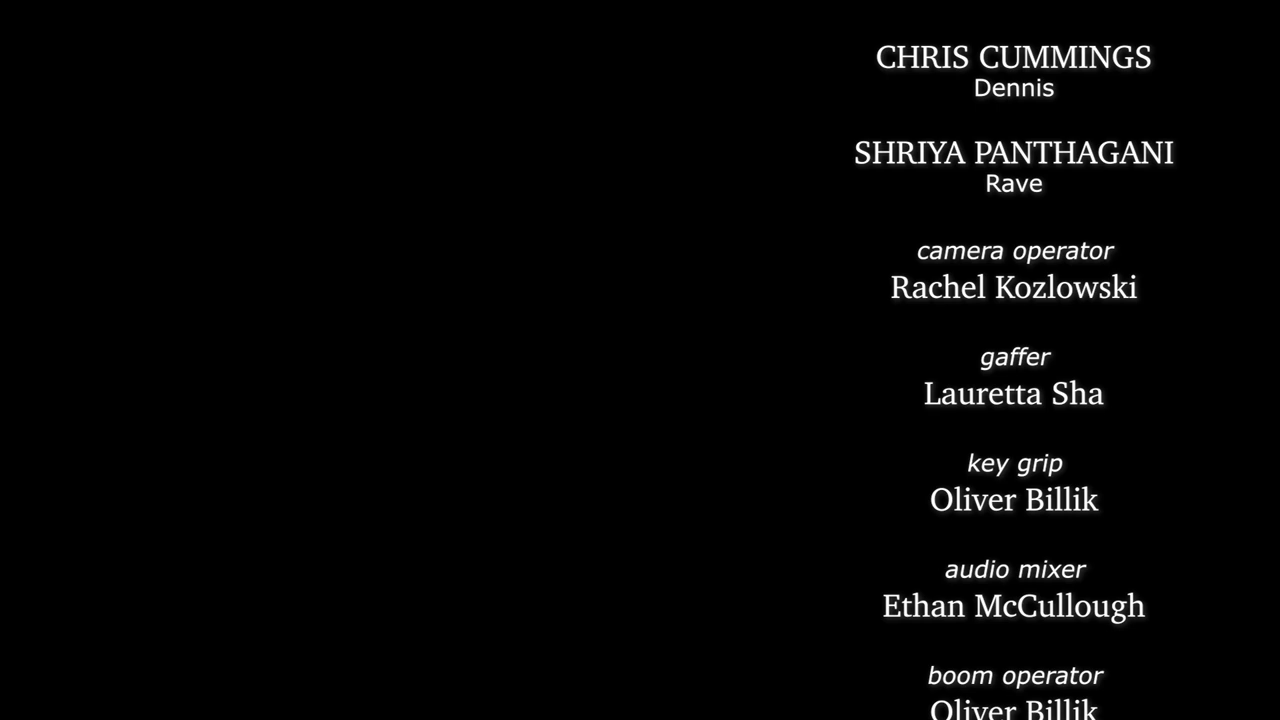 CHRIS CUMMINGS
Dennis
SHRIYA PANTHAGANI
Rave
camera operator
Rachel Kozlowski
gaffer
Lauretta Sha
key grip
Oliver Billik
audio mixer
Ethan McCullough
boom operator
Oliver Billik